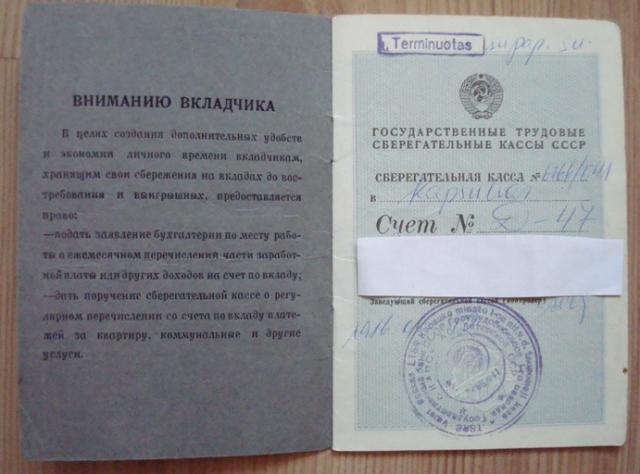 ВНИМАНИЮ ВКЛАДЧИКА
В целях создания дополнительных удобств
и экономии личного времени вкладчикам,
хранящим свои сбережения на вкладах до вос-
требования и выигрышных, предоставляется
право:
—подать заявление бухгалтерии по месту рабо-
ты о ежемесячном перечислении части заработ-
ной платы или других доходов на счет по вкладу;
—дать поручение сберегательной кассе о регу-
лярном перечислении со счета по вкладу плате-
жей за квартиру, коммунальные и другие
услуги.
Terminuotas
ГОСУДАРСТВЕННЫЕ ТРУДОВЫЕ
СБЕРЕГАТЕЛЬНЫЕ КАССЫ СССР
СБЕРЕГАТЕЛЬНАЯ КАССА №
в
Счет № -47
Заведующий сберегательной кассой (контролер)